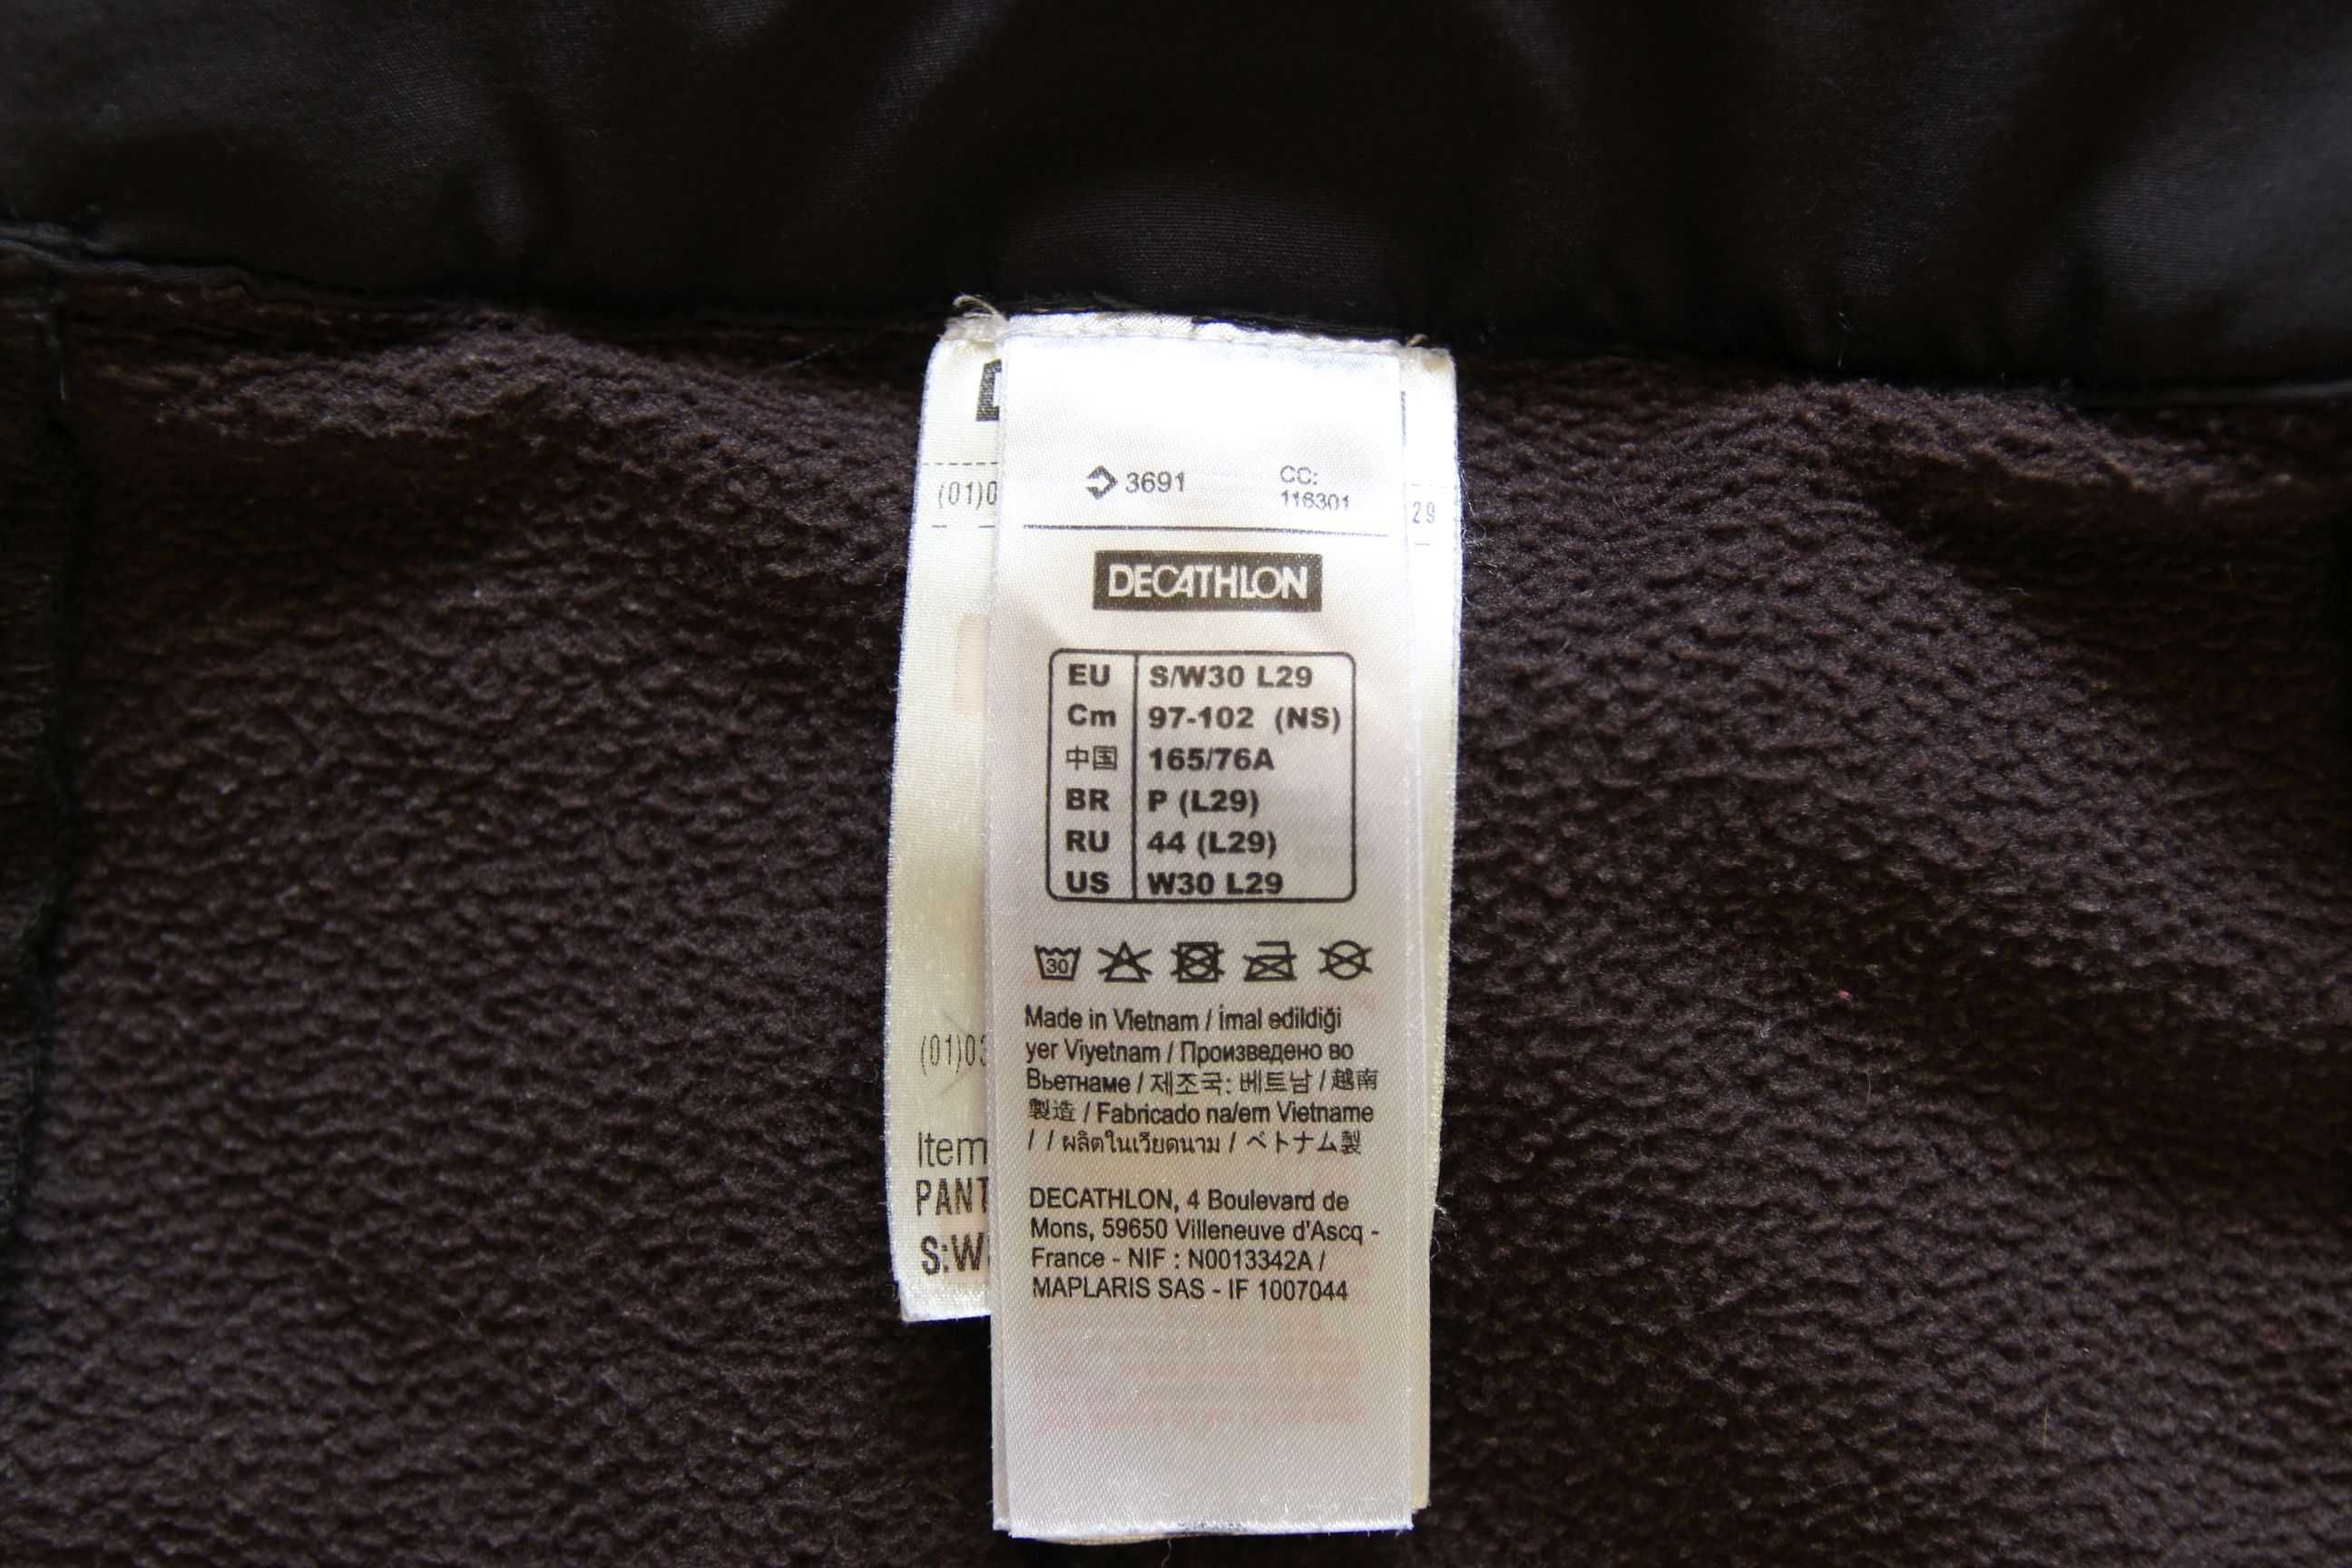 (01)0
29
3691 CC:
116301
DECATHLON
EU S/W30 L29
Cm 97-102 (NS)
中国 165/76A
BR P (L29)
RU 44 (L29)
US W30 L29
30
Made in Vietnam / İmal edildiği
yer Viyetnam / Произведено во
Вьетнаме / 제조국: 베트남 / 越南
製造 / Fabricado na/em Vietname
/ / ผลิตในเวียดนาม / ベトナム製
DECATHLON, 4 Boulevard de
Mons, 59650 Villeneuve d'Ascq -
France - NIF : N0013342A /
MAPLARIS SAS - IF 1007044
(01)03
Item
PANT
S:W